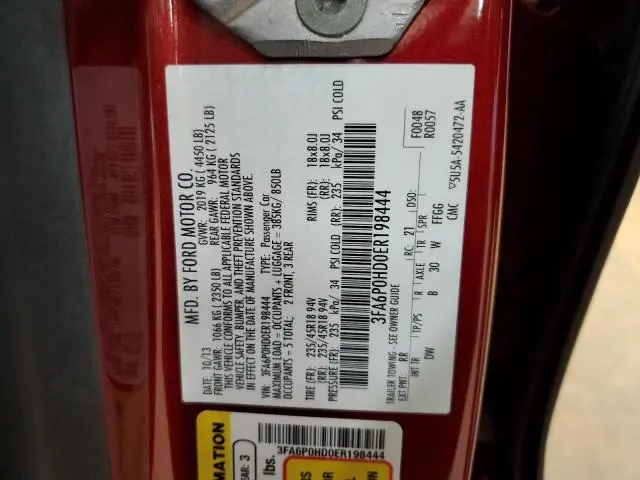 MFD. BY FORD MOTOR CO.
DATE: 10/13 GVWR: 2019 KG ( 4450 LB)
FRONT GAWR: 1066 KG ( 2350 LB) REAR GAWR: 964 KG ( 2125 LB)
THIS VEHICLE CONFORMS TO ALL APPLICABLE FEDERAL MOTOR
VEHICLE SAFETY, BUMPER, AND THEFT PREVENTION STANDARDS
IN EFFECT ON THE DATE OF MANUFACTURE SHOWN ABOVE.
VIN: 3FA6P0HD0ER198444 TYPE: Passenger Car
MAXIMUM LOAD = OCCUPANTS + LUGGAGE = 385KG/ 850LB
OCCUPANTS = 5 TOTAL: 2 FRONT, 3 REAR
TIRE (FR): 235/45R18 94V RIMS (FR): 18x8.0J
TIRE (RR): 235/45R18 94V (RR): 18x8.0J
PRESSURE (FR): 235 kPa/ 34 PSI COLD (RR): 235 kPa/ 34 PSI COLD
3FA6P0HD0ER198444
TRAILER TOWING - SEE OWNER GUIDE F0048
EXT PNT: RR RC: 21 DSO: R0057
INT TR TP/PS R AXLE TR SPR
DW B 30 W FFGG
CMC
▽5U5A-5420472-AA
3FA6P0HD0ER198444
MATION
EAR: 3
lbs.